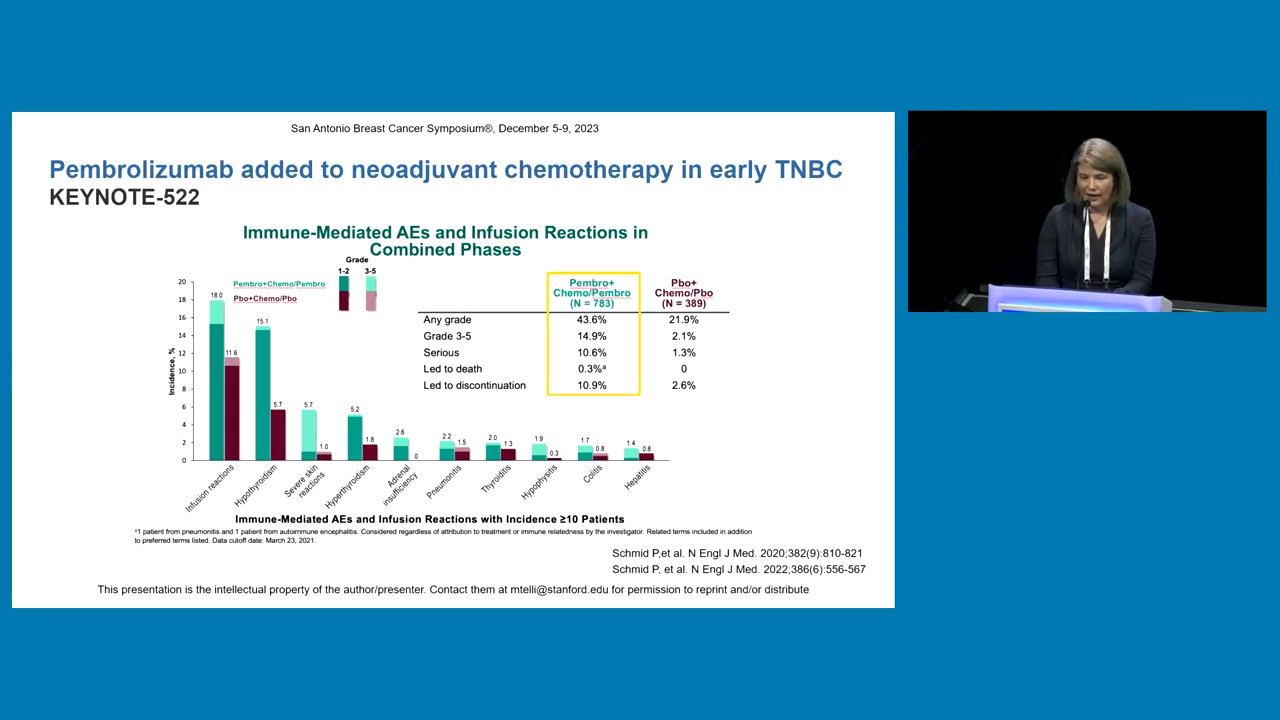 San Antonio Breast Cancer Symposium®, December 5-9, 2023
Pembrolizumab added to neoadjuvant chemotherapy in early TNBC
KEYNOTE-522
Immune-Mediated AEs and Infusion Reactions in
Combined Phases
Grade
1-2 3-5
Pembro+Chemo/Pembro
Pbo+Chemo/Pbo
Incidence, %
20
18
16
14
12
10
8
6
4
2
0
18.0
11.6
15.1
5.7
5.7
1.0
5.2
1.8
2.6
0
2.2
1.5
2.0
1.3
1.9
0.3
1.7
0.8
1.4
0.8
Infusion reactions
Hypothyroidism
Severe skin
reactions
Hyperthyroidism
Adrenal
insufficiency
Pneumonitis
Thyroiditis
Hypophysitis
Colitis
Hepatitis
Pembro+ Pbo+
Chemo/Pembro Chemo/Pbo
(N = 783) (N = 389)
Any grade 43.6% 21.9%
Grade 3-5 14.9% 2.1%
Serious 10.6% 1.3%
Led to death 0.3%ᵃ 0
Led to discontinuation 10.9% 2.6%
Immune-Mediated AEs and Infusion Reactions with Incidence ≥10 Patients
ᵃ1 patient from pneumonitis and 1 patient from autoimmune encephalitis. Considered regardless of attribution to treatment or immune relatedness by the investigator. Related terms included in addition
to preferred terms listed. Data cutoff date: March 23, 2021.
Schmid P,et al. N Engl J Med. 2020;382(9):810-821
Schmid P, et al. N Engl J Med. 2022;386(6):556-567
This presentation is the intellectual property of the author/presenter. Contact them at mtelli@stanford.edu for permission to reprint and/or distribute